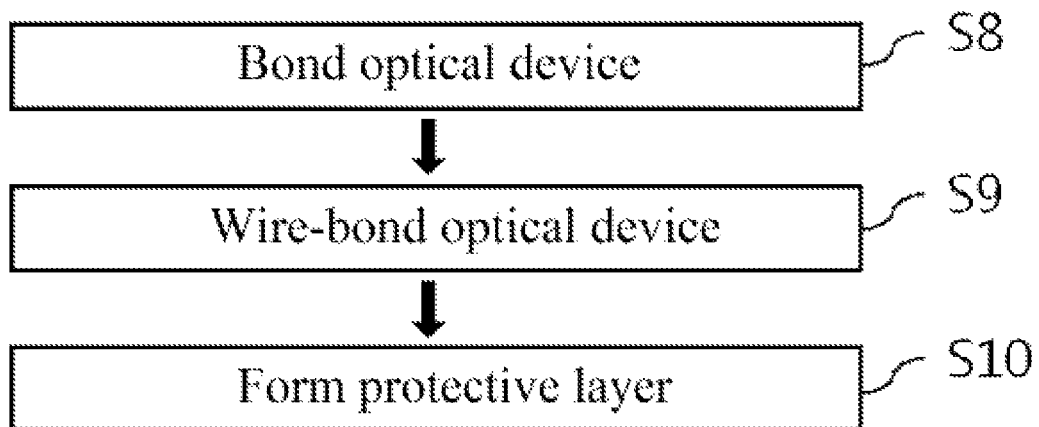 Bond optical device S8
Wire-bond optical device S9
Form protective layer S10